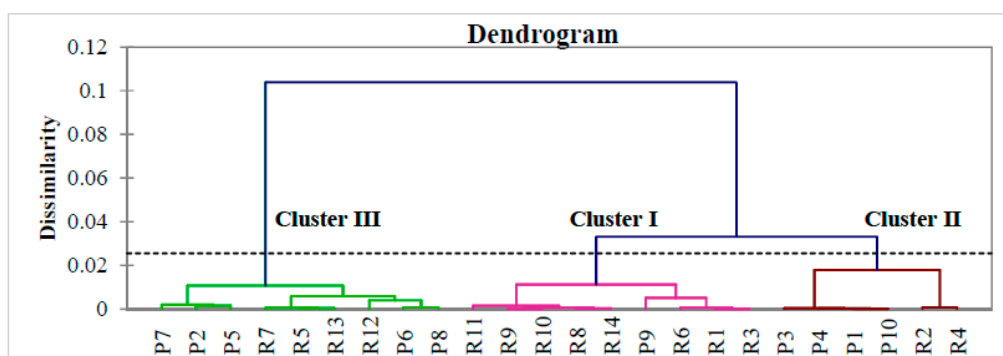 Dendrogram
0.12
0.1
0.08
0.06
0.04
0.02
0
Dissimilarity
Cluster III
Cluster I
Cluster II
P7
P2
P5
R7
R5
R13
R12
P6
P8
R11
R9
R10
R8
R14
P9
R6
R1
R3
P3
P4
P1
P10
R2
R4